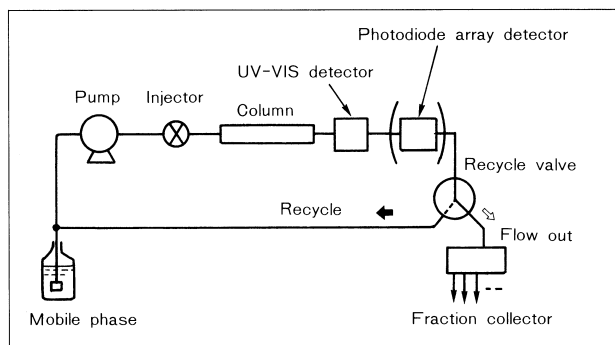 Photodiode array detector
UV-VIS detector
Pump
Injector
Column
Recycle valve
Recycle
Flow out
Mobile phase
Fraction collector